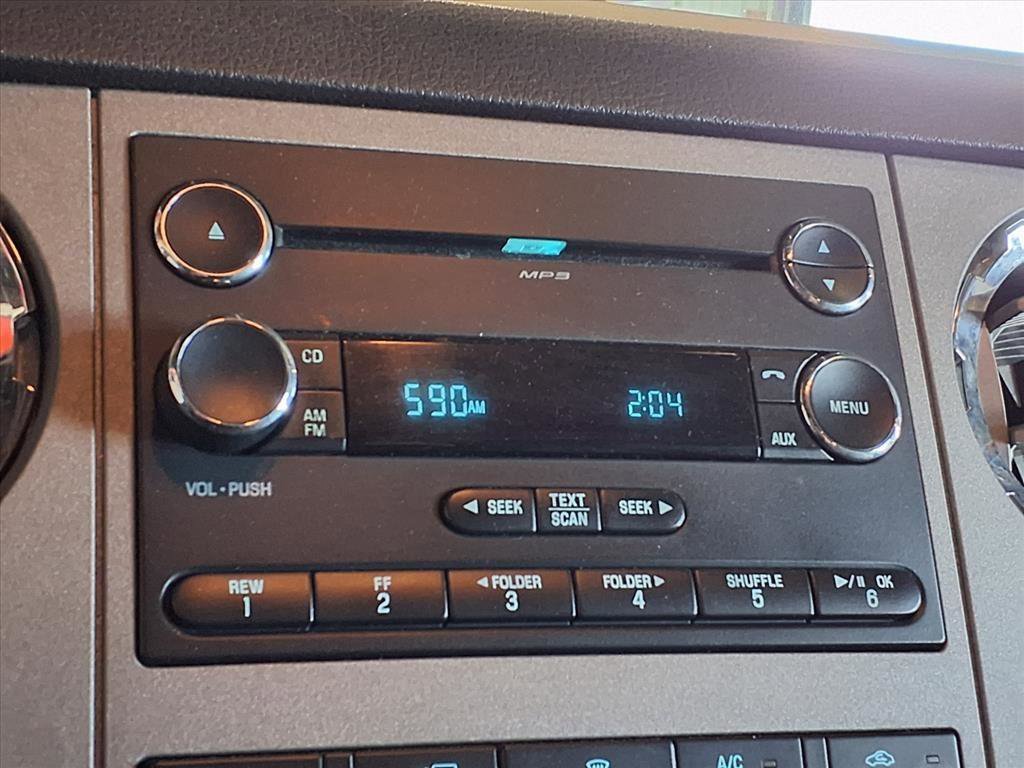 MP3
CD
AM
FM
590AM
2:04
MENU
AUX
VOL•PUSH
SEEK
TEXT
SCAN
SEEK
REW
1
FF
2
FOLDER
3
FOLDER
4
SHUFFLE
5
OK
6
A/C